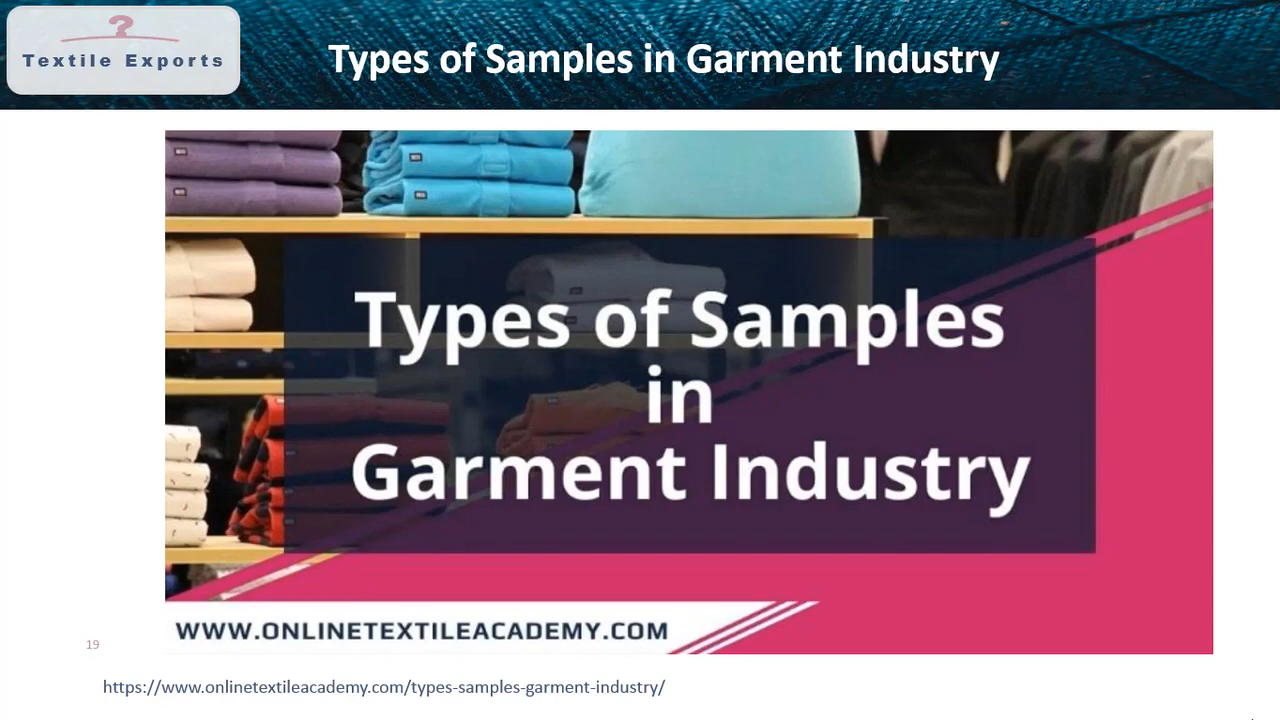 ?
Textile Exports
Types of Samples in Garment Industry
Types of Samples
in
Garment Industry
WWW.ONLINETEXTILEACADEMY.COM
19
https://www.onlinetextileacademy.com/types-samples-garment-industry/